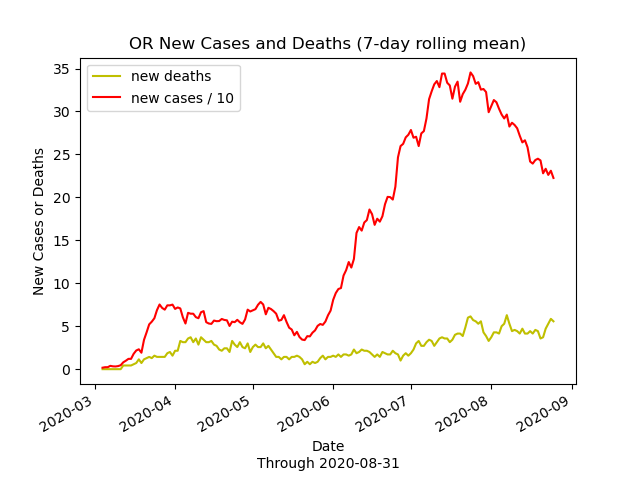 OR New Cases and Deaths (7-day rolling mean)
new deaths
new cases / 10
New Cases or Deaths
35
30
25
20
15
10
5
0
2020-03
2020-04
2020-05
2020-06
2020-07
2020-08
2020-09
Date
Through 2020-08-31